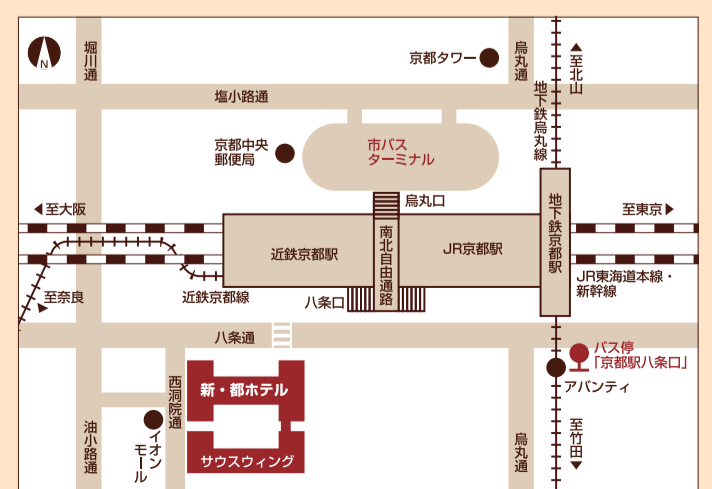 N
堀川通
京都タワー
烏丸通
至北山
塩小路通
地下鉄烏丸線
京都中央
郵便局
市バス
ターミナル
至大阪
烏丸口
地下鉄京都駅
至東京
近鉄京都駅
南北自由通路
JR京都駅
至奈良
近鉄京都線
八条口
JR東海道本線・
新幹線
八条通
バス停
「京都駅八条口」
アバンティ
西洞院通
新・都ホテル
サウスウィング
油小路通
イオン
モール
烏丸通
至竹田